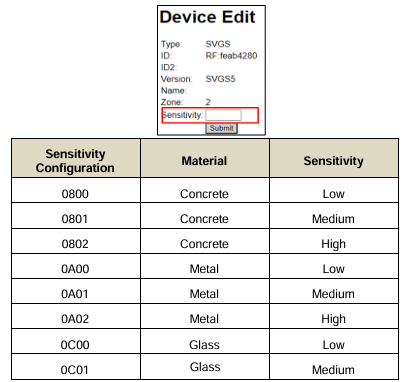 Device Edit
Type: SVGS
ID: RF:feab4280
ID2:
Version: SVGS5
Name:
Zone: 2
Sensitivity:
Submit
Sensitivity Configuration Material Sensitivity
0800 Concrete Low
0801 Concrete Medium
0802 Concrete High
0A00 Metal Low
0A01 Metal Medium
0A02 Metal High
0C00 Glass Low
0C01 Glass Medium